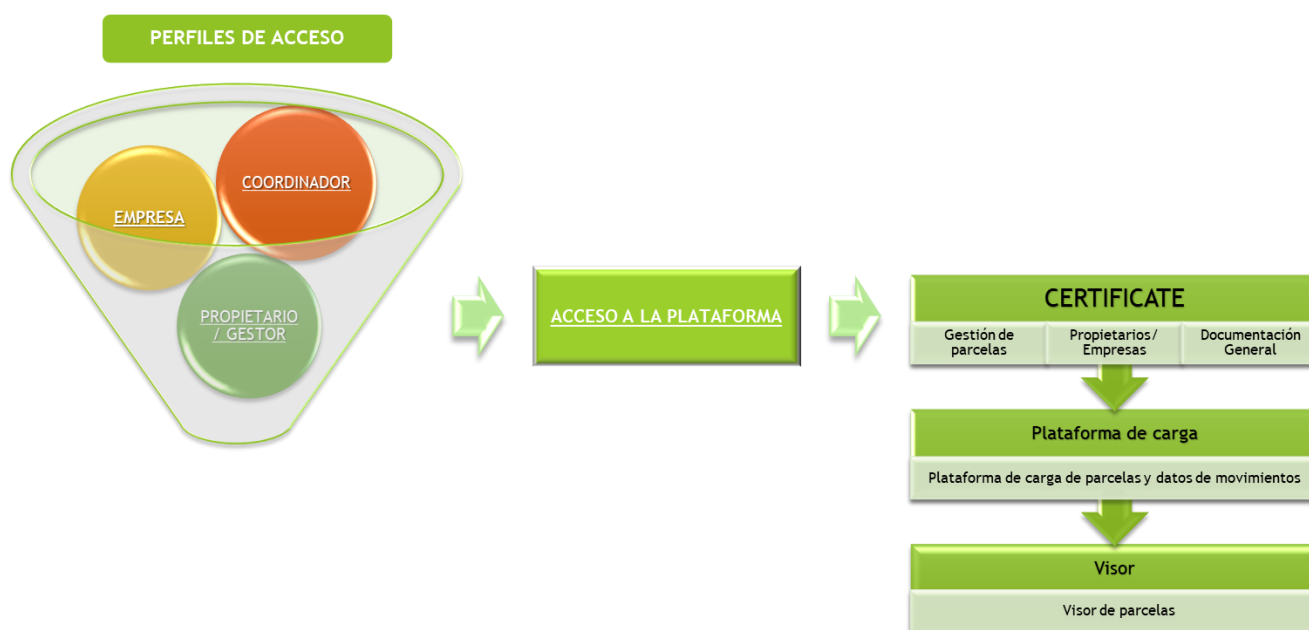 PERFILES DE ACCESO
COORDINADOR
EMPRESA
PROPIETARIO
/ GESTOR
ACCESO A LA PLATAFORMA
CERTIFICATE
Gestión de
parcelas
Propietarios/
Empresas
Documentación
General
Plataforma de carga
Plataforma de carga de parcelas y datos de movimientos
Visor
Visor de parcelas